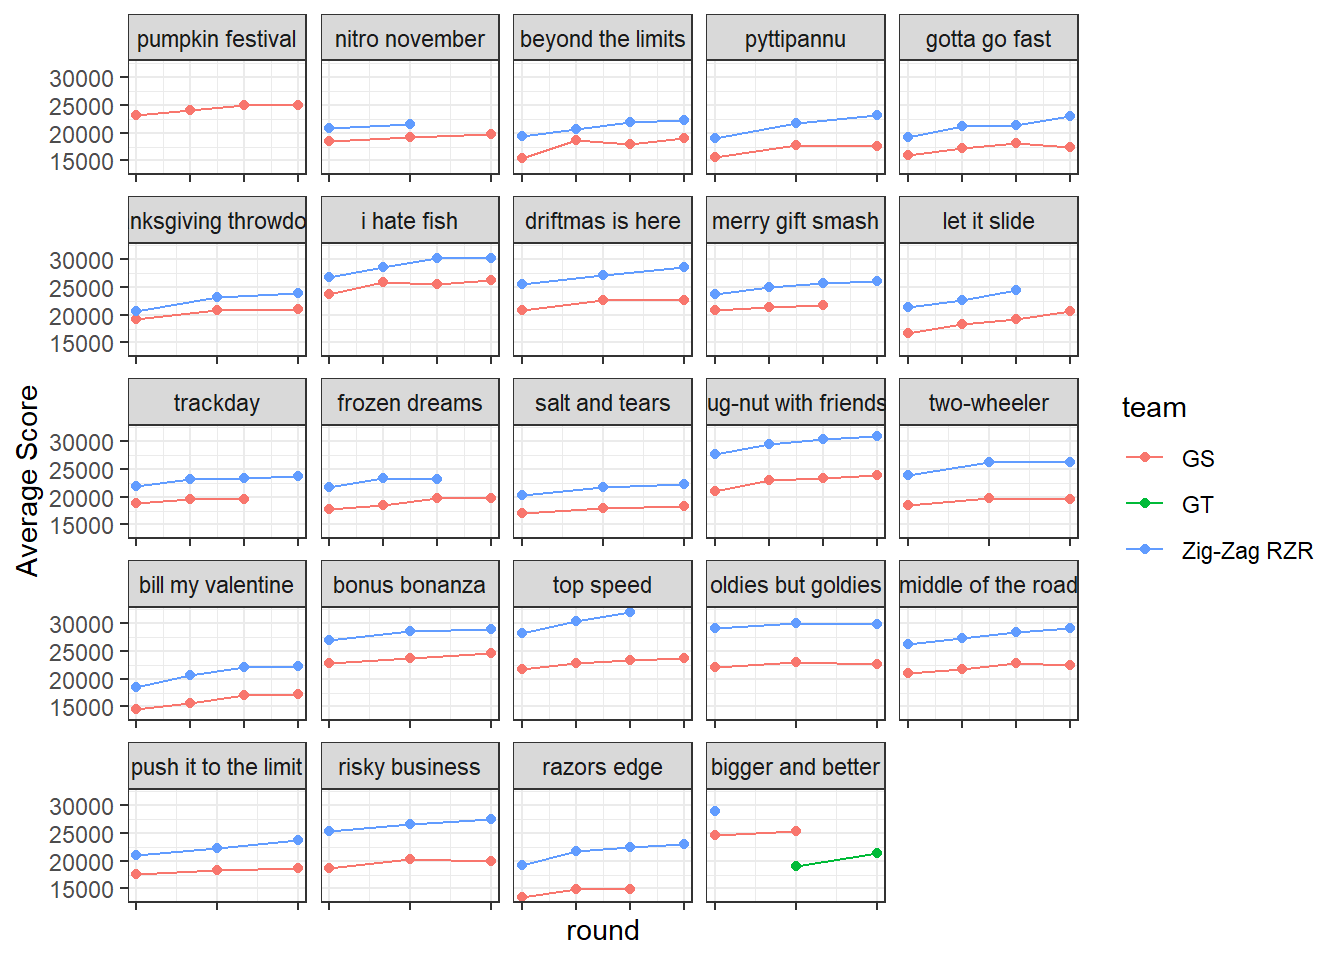 pumpkin festival nitro november beyond the limits pyttipannu gotta go fast
30000
25000
20000
15000
nksgiving throwdo i hate fish driftmas is here merry gift smash let it slide
30000
25000
20000
15000
trackday frozen dreams salt and tears ug-nut with friends two-wheeler
30000
25000
20000
15000
bill my valentine bonus bonanza top speed oldies but goldies middle of the road
30000
25000
20000
15000
push it to the limit risky business razors edge bigger and better
30000
25000
20000
15000
Average Score
round
team
GS
GT
Zig-Zag RZR